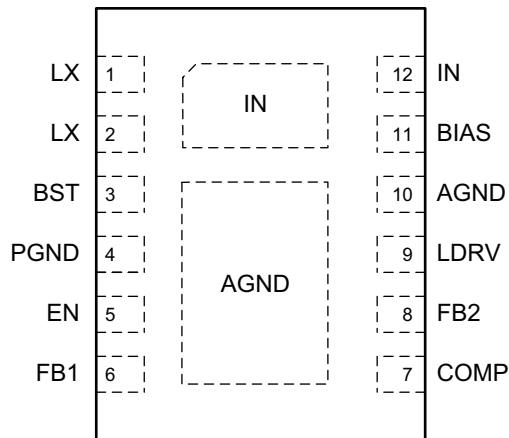 LX 1 IN 12 IN
LX 2 11 BIAS
BST 3 10 AGND
PGND 4 AGND 9 LDRV
EN 5 8 FB2
FB1 6 7 COMP